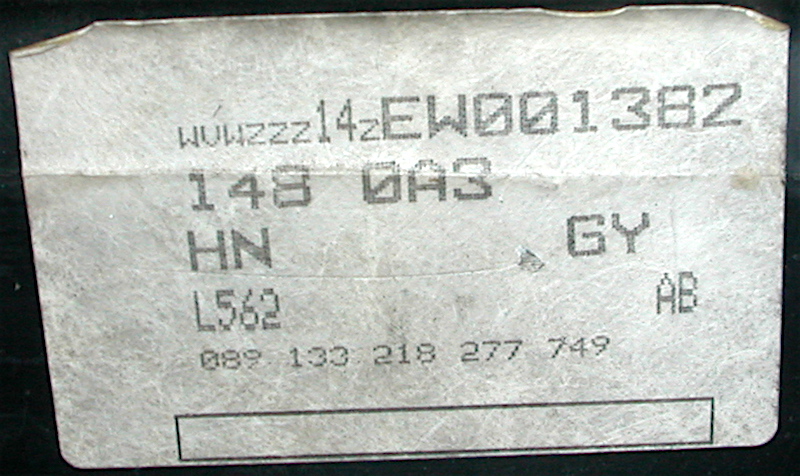 WVWZZZ14ZEW001382
148 0A3
HN GY
L562 AB
089 133 218 277 749